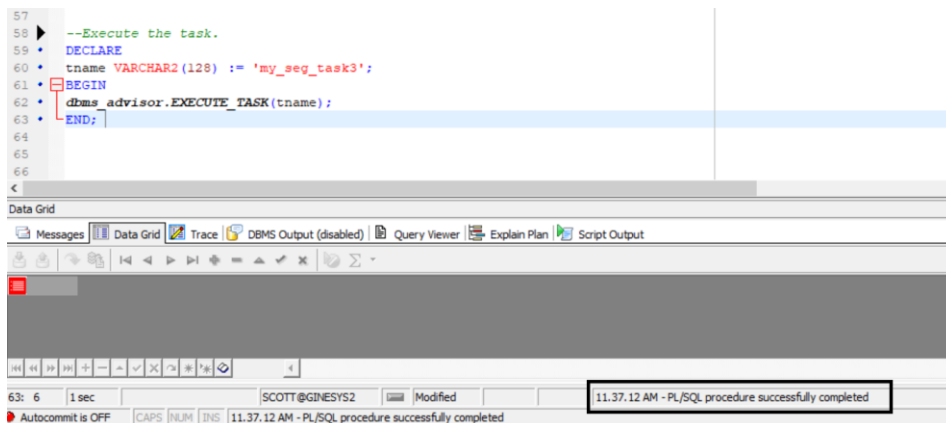 57
58 --Execute the task.
59 DECLARE
60 tname VARCHAR2(128) := 'my_seg_task3';
61 BEGIN
62 dbms_advisor.EXECUTE_TASK(tname);
63 END;
64
65
66
Data Grid
Messages Data Grid Trace DBMS Output (disabled) Query Viewer Explain Plan Script Output
63: 6 1 sec SCOTT@GINESYS2 Modified 11.37.12 AM - PL/SQL procedure successfully completed
Autocommit is OFF CAPS NUM INS 11.37.12 AM - PL/SQL procedure successfully completed